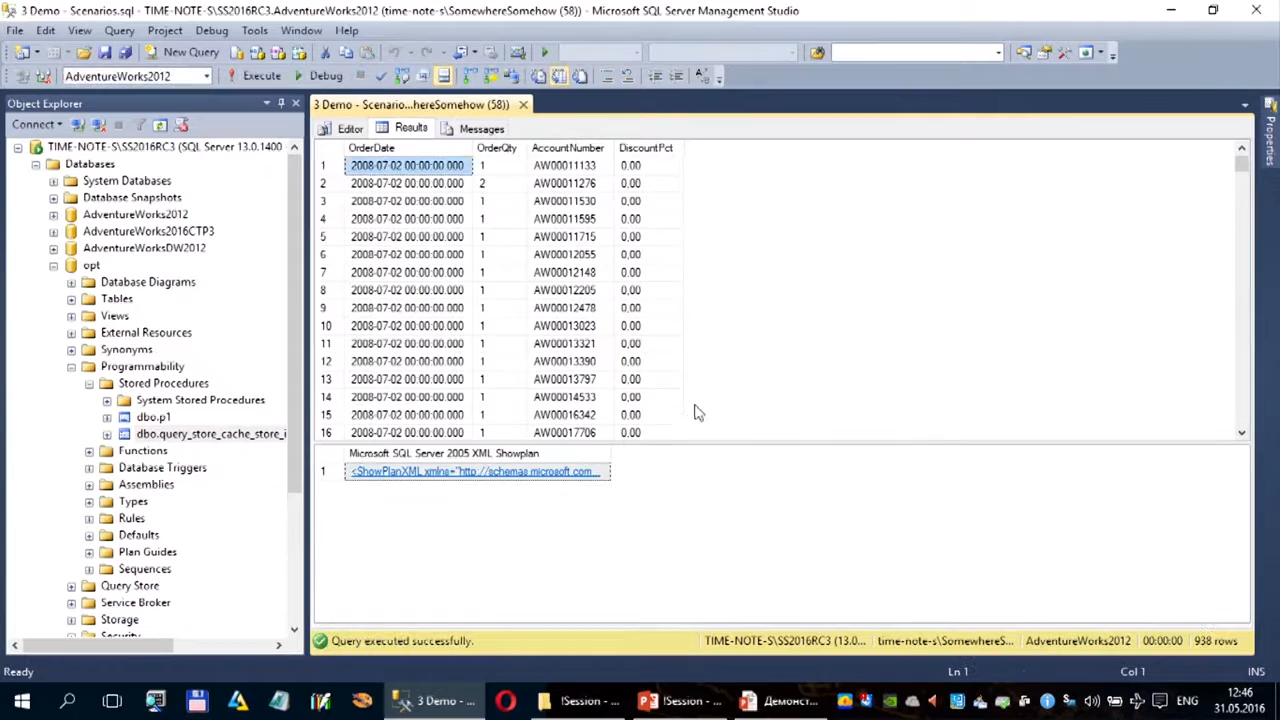 3 Demo - Scenarios.sql - TIME-NOTE-S\SS2016RC3.AdventureWorks2012 (time-note-s\SomewhereSomehow (58)) - Microsoft SQL Server Management Studio
File Edit View Query Project Debug Tools Window Help
New Query
AdventureWorks2012 Execute Debug
Object Explorer
Connect
TIME-NOTE-S\SS2016RC3 (SQL Server 13.0.1400
Databases
System Databases
Database Snapshots
AdventureWorks2012
AdventureWorks2016CTP3
AdventureWorksDW2012
opt
Database Diagrams
Tables
Views
External Resources
Synonyms
Programmability
Stored Procedures
System Stored Procedures
dbo.p1
dbo.query_store_cache_store_i
Functions
Database Triggers
Assemblies
Types
Rules
Defaults
Plan Guides
Sequences
Query Store
Service Broker
Storage
Security
3 Demo - Scenario...hereSomehow (58))
Editor Results Messages
OrderDate OrderQty AccountNumber DiscountPct
1 2008-07-02 00:00:00.000 1 AW00011133 0,00
2 2008-07-02 00:00:00.000 2 AW00011276 0,00
3 2008-07-02 00:00:00.000 1 AW00011530 0,00
4 2008-07-02 00:00:00.000 1 AW00011595 0,00
5 2008-07-02 00:00:00.000 1 AW00011715 0,00
6 2008-07-02 00:00:00.000 1 AW00012055 0,00
7 2008-07-02 00:00:00.000 1 AW00012148 0,00
8 2008-07-02 00:00:00.000 1 AW00012205 0,00
9 2008-07-02 00:00:00.000 1 AW00012478 0,00
10 2008-07-02 00:00:00.000 1 AW00013023 0,00
11 2008-07-02 00:00:00.000 1 AW00013321 0,00
12 2008-07-02 00:00:00.000 1 AW00013390 0,00
13 2008-07-02 00:00:00.000 1 AW00013797 0,00
14 2008-07-02 00:00:00.000 1 AW00014533 0,00
15 2008-07-02 00:00:00.000 1 AW00016342 0,00
16 2008-07-02 00:00:00.000 1 AW00017706 0,00
Microsoft SQL Server 2005 XML Showplan
1 <ShowPlanXML xmlns="http://schemas.microsoft.com...
Query executed successfully. TIME-NOTE-S\SS2016RC3 (13.0... time-note-s\SomewhereS... AdventureWorks2012 00:00:00 938 rows
Properties
Ready Ln 1 Col 1 INS
3 Demo - ... !Session - ... !Session - ... Демонст... ENG 12:46
31.05.2016